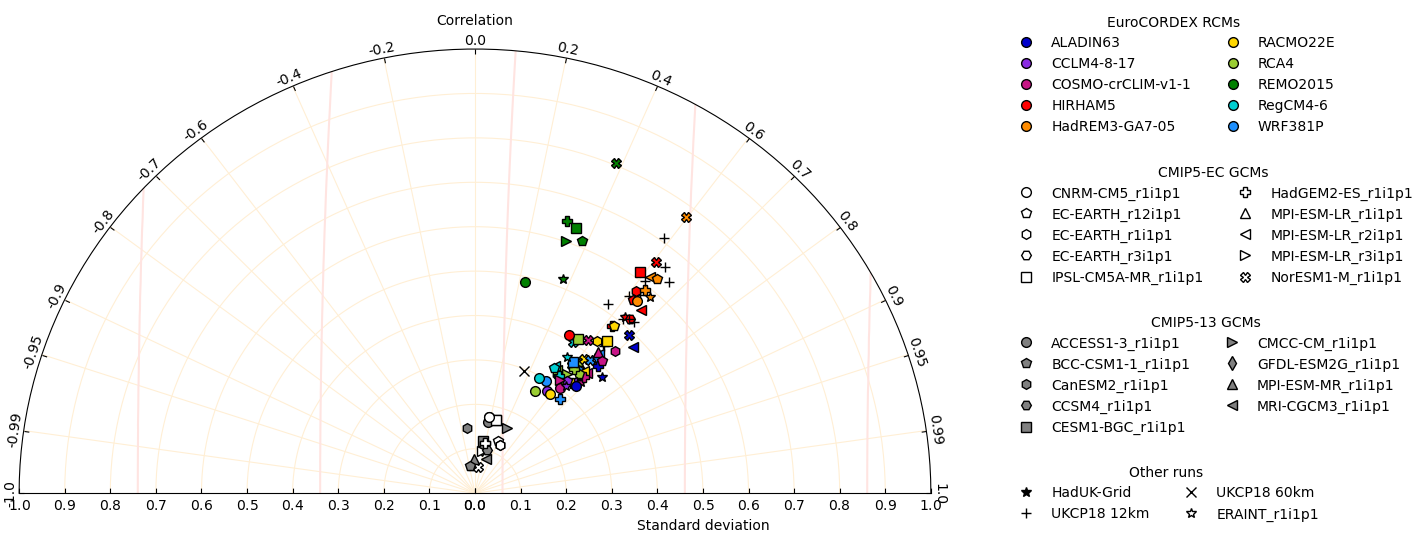 Correlation
0.0
-0.2
0.2
-0.4
0.4
-0.6
0.6
-0.7
0.7
-0.8
0.8
-0.9
0.9
-0.95
0.95
-0.99
0.99
-1.0
1.0
1.0 0.9 0.8 0.7 0.6 0.5 0.4 0.3 0.2 0.1 0.0 0.1 0.2 0.3 0.4 0.5 0.6 0.7 0.8 0.9 1.0
Standard deviation
EuroCORDEX RCMs
ALADIN63 RACMO22E
CCLM4-8-17 RCA4
COSMO-crCLIM-v1-1 REMO2015
HIRHAM5 RegCM4-6
HadREM3-GA7-05 WRF381P
CMIP5-EC GCMs
CNRM-CM5_r1i1p1 HadGEM2-ES_r1i1p1
EC-EARTH_r12i1p1 MPI-ESM-LR_r1i1p1
EC-EARTH_r1i1p1 MPI-ESM-LR_r2i1p1
EC-EARTH_r3i1p1 MPI-ESM-LR_r3i1p1
IPSL-CM5A-MR_r1i1p1 NorESM1-M_r1i1p1
CMIP5-13 GCMs
ACCESS1-3_r1i1p1 CMCC-CM_r1i1p1
BCC-CSM1-1_r1i1p1 GFDL-ESM2G_r1i1p1
CanESM2_r1i1p1 MPI-ESM-MR_r1i1p1
CCSM4_r1i1p1 MRI-CGCM3_r1i1p1
CESM1-BGC_r1i1p1
Other runs
HadUK-Grid UKCP18 60km
UKCP18 12km ERAINT_r1i1p1